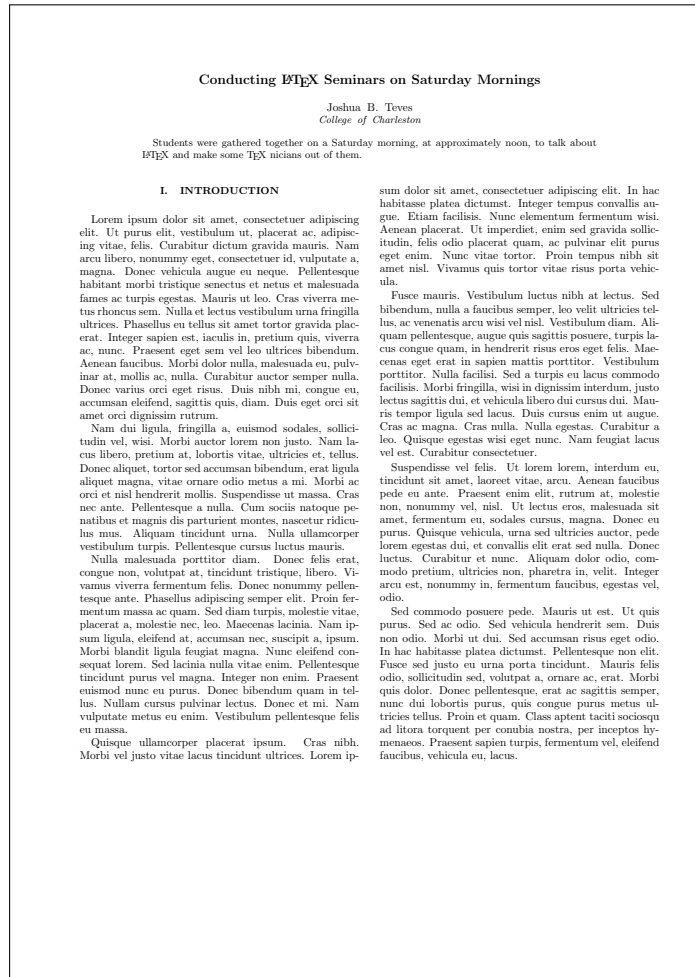 Conducting LATEX Seminars on Saturday Mornings
Joshua B. Teves
College of Charleston
Students were gathered together on a Saturday morning, at approximately noon, to talk about
LATEX and make some TEX nicians out of them.
I. INTRODUCTION
Lorem ipsum dolor sit amet, consectetuer adipiscing
elit. Ut purus elit, vestibulum ut, placerat ac, adipisc-
ing vitae, felis. Curabitur dictum gravida mauris. Nam
arcu libero, nonummy eget, consectetuer id, vulputate a,
magna. Donec vehicula augue eu neque. Pellentesque
habitant morbi tristique senectus et netus et malesuada
fames ac turpis egestas. Mauris ut leo. Cras viverra me-
tus rhoncus sem. Nulla et lectus vestibulum urna fringilla
ultrices. Phasellus eu tellus sit amet tortor gravida plac-
erat. Integer sapien est, iaculis in, pretium quis, viverra
ac, nunc. Praesent eget sem vel leo ultrices bibendum.
Aenean faucibus. Morbi dolor nulla, malesuada eu, pulv-
inar at, mollis ac, nulla. Curabitur auctor semper nulla.
Donec varius orci eget risus. Duis nibh mi, congue eu,
accumsan eleifend, sagittis quis, diam. Duis eget orci sit
amet orci dignissim rutrum.
Nam dui ligula, fringilla a, euismod sodales, sollici-
tudin vel, wisi. Morbi auctor lorem non justo. Nam la-
cus libero, pretium at, lobortis vitae, ultricies et, tellus.
Donec aliquet, tortor sed accumsan bibendum, erat ligula
aliquet magna, vitae ornare odio metus a mi. Morbi ac
orci et nisl hendrerit mollis. Suspendisse ut massa. Cras
nec ante. Pellentesque a nulla. Cum sociis natoque pe-
natibus et magnis dis parturient montes, nascetur ridicu-
lus mus. Aliquam tincidunt urna. Nulla ullamcorper
vestibulum turpis. Pellentesque cursus luctus mauris.
Nulla malesuada porttitor diam. Donec felis erat,
congue non, volutpat at, tincidunt tristique, libero. Vi-
vamus viverra fermentum felis. Donec nonummy pellen-
tesque ante. Phasellus adipiscing semper elit. Proin fer-
mentum massa ac quam. Sed diam turpis, molestie vitae,
placerat a, molestie nec, leo. Maecenas lacinia. Nam ip-
sum ligula, eleifend at, accumsan nec, suscipit a, ipsum.
Morbi blandit ligula feugiat magna. Nunc eleifend con-
sequat lorem. Sed lacinia nulla vitae enim. Pellentesque
tincidunt purus vel magna. Integer non enim. Praesent
euismod nunc eu purus. Donec bibendum quam in tel-
lus. Nullam cursus pulvinar lectus. Donec et mi. Nam
vulputate metus eu enim. Vestibulum pellentesque felis
eu massa.
Quisque ullamcorper placerat ipsum. Cras nibh.
Morbi vel justo vitae lacus tincidunt ultrices. Lorem ip-
sum dolor sit amet, consectetuer adipiscing elit. In hac
habitasse platea dictumst. Integer tempus convallis au-
gue. Etiam facilisis. Nunc elementum fermentum wisi.
Aenean placerat. Ut imperdiet, enim sed gravida sollic-
itudin, felis odio placerat quam, ac pulvinar elit purus
eget enim. Nunc vitae tortor. Proin tempus nibh sit
amet nisl. Vivamus quis tortor vitae risus porta vehic-
ula.
Fusce mauris. Vestibulum luctus nibh at lectus. Sed
bibendum, nulla a faucibus semper, leo velit ultricies tel-
lus, ac venenatis arcu wisi vel nisl. Vestibulum diam. Ali-
quam pellentesque, augue quis sagittis posuere, turpis la-
cus congue quam, in hendrerit risus eros eget felis. Mae-
cenas eget erat in sapien mattis porttitor. Vestibulum
porttitor. Nulla facilisi. Sed a turpis eu lacus commodo
facilisis. Morbi fringilla, wisi in dignissim interdum, justo
lectus sagittis dui, et vehicula libero dui cursus dui. Mau-
ris tempor ligula sed lacus. Duis cursus enim ut augue.
Cras ac magna. Cras nulla. Nulla egestas. Curabitur a
leo. Quisque egestas wisi eget nunc. Nam feugiat lacus
vel est. Curabitur consectetuer.
Suspendisse vel felis. Ut lorem lorem, interdum eu,
tincidunt sit amet, laoreet vitae, arcu. Aenean faucibus
pede eu ante. Praesent enim elit, rutrum at, molestie
non, nonummy vel, nisl. Ut lectus eros, malesuada sit
amet, fermentum eu, sodales cursus, magna. Donec eu
purus. Quisque vehicula, urna sed ultricies auctor, pede
lorem egestas dui, et convallis elit erat sed nulla. Donec
luctus. Curabitur et nunc. Aliquam dolor odio, com-
modo pretium, ultricies non, pharetra in, velit. Integer
arcu est, nonummy in, fermentum faucibus, egestas vel,
odio.
Sed commodo posuere pede. Mauris ut est. Ut quis
purus. Sed ac odio. Sed vehicula hendrerit sem. Duis
non odio. Morbi ut dui. Sed accumsan risus eget odio.
In hac habitasse platea dictumst. Pellentesque non elit.
Fusce sed justo eu urna porta tincidunt. Mauris felis
odio, sollicitudin sed, volutpat a, ornare ac, erat. Morbi
quis dolor. Donec pellentesque, erat ac sagittis semper,
nunc dui lobortis purus, quis congue purus metus ul-
tricies tellus. Proin et quam. Class aptent taciti sociosqu
ad litora torquent per conubia nostra, per inceptos hy-
menaeos. Praesent sapien turpis, fermentum vel, eleifend
faucibus, vehicula eu, lacus.